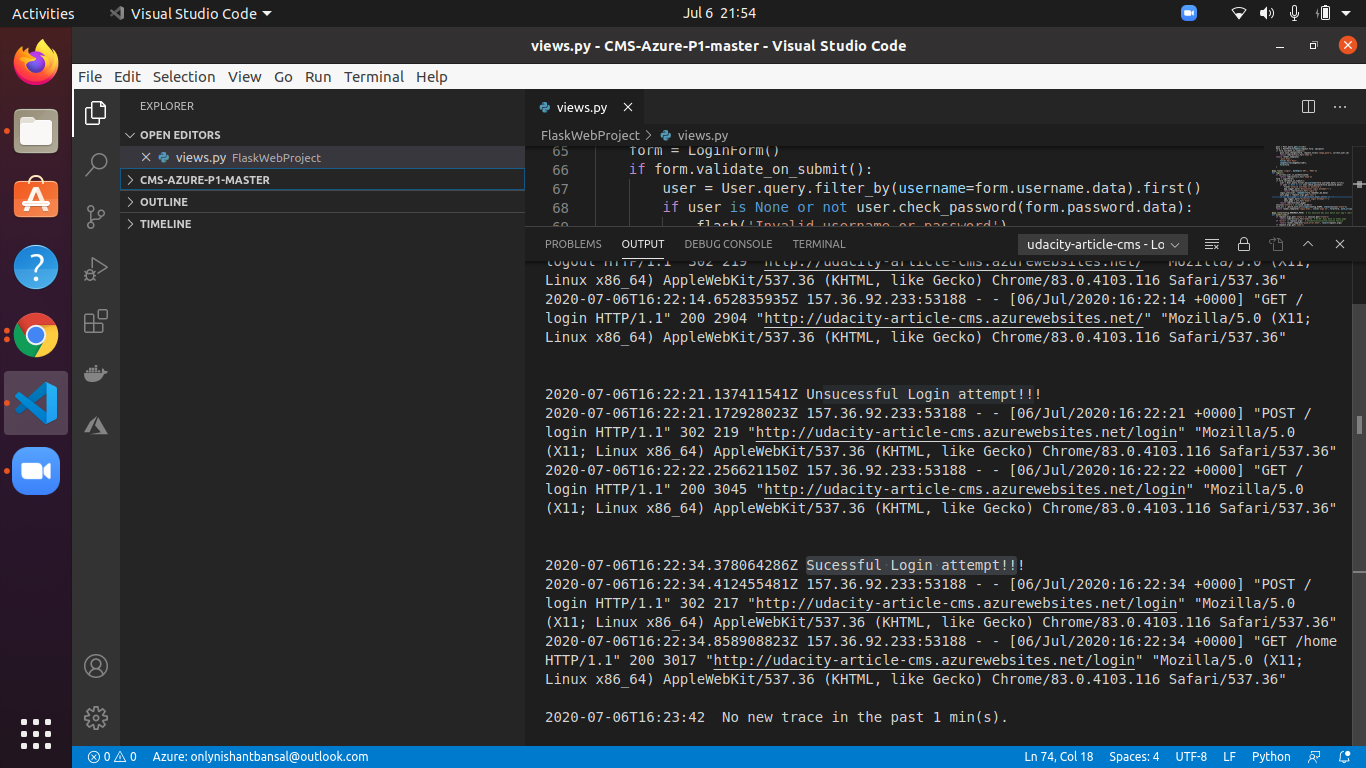 Activities
Visual Studio Code
Jul 6 21:54
views.py - CMS-Azure-P1-master - Visual Studio Code
File Edit Selection View Go Run Terminal Help
EXPLORER
OPEN EDITORS
views.py FlaskWebProject
CMS-AZURE-P1-MASTER
OUTLINE
TIMELINE
views.py
FlaskWebProject > views.py
65 form = LoginForm()
66 if form.validate_on_submit():
67 user = User.query.filter_by(username=form.username.data).first()
68 if user is None or not user.check_password(form.password.data):
flash('Invalid username or password')
PROBLEMS OUTPUT DEBUG CONSOLE TERMINAL
udacity-article-cms - Lo
logout HTTP/1.1" 302 219 "http://udacity-article-cms.azurewebsites.net/" "Mozilla/5.0 (X11;
Linux x86_64) AppleWebKit/537.36 (KHTML, like Gecko) Chrome/83.0.4103.116 Safari/537.36"
2020-07-06T16:22:14.652835935Z 157.36.92.233:53188 - - [06/Jul/2020:16:22:14 +0000] "GET /
login HTTP/1.1" 200 2904 "http://udacity-article-cms.azurewebsites.net/" "Mozilla/5.0 (X11;
Linux x86_64) AppleWebKit/537.36 (KHTML, like Gecko) Chrome/83.0.4103.116 Safari/537.36"
2020-07-06T16:22:21.137411541Z Unsucessful Login attempt!!!
2020-07-06T16:22:21.172928023Z 157.36.92.233:53188 - - [06/Jul/2020:16:22:21 +0000] "POST /
login HTTP/1.1" 302 219 "http://udacity-article-cms.azurewebsites.net/login" "Mozilla/5.0
(X11; Linux x86_64) AppleWebKit/537.36 (KHTML, like Gecko) Chrome/83.0.4103.116 Safari/537.36"
2020-07-06T16:22:22.256621150Z 157.36.92.233:53188 - - [06/Jul/2020:16:22:22 +0000] "GET /
login HTTP/1.1" 200 3045 "http://udacity-article-cms.azurewebsites.net/login" "Mozilla/5.0
(X11; Linux x86_64) AppleWebKit/537.36 (KHTML, like Gecko) Chrome/83.0.4103.116 Safari/537.36"
2020-07-06T16:22:34.378064286Z Sucessful Login attempt!!!
2020-07-06T16:22:34.412455481Z 157.36.92.233:53188 - - [06/Jul/2020:16:22:34 +0000] "POST /
login HTTP/1.1" 302 217 "http://udacity-article-cms.azurewebsites.net/login" "Mozilla/5.0
(X11; Linux x86_64) AppleWebKit/537.36 (KHTML, like Gecko) Chrome/83.0.4103.116 Safari/537.36"
2020-07-06T16:22:34.858908823Z 157.36.92.233:53188 - - [06/Jul/2020:16:22:34 +0000] "GET /home
HTTP/1.1" 200 3017 "http://udacity-article-cms.azurewebsites.net/login" "Mozilla/5.0 (X11;
Linux x86_64) AppleWebKit/537.36 (KHTML, like Gecko) Chrome/83.0.4103.116 Safari/537.36"
2020-07-06T16:23:42 No new trace in the past 1 min(s).
0 0 Azure: onlynishantbansal@outlook.com
Ln 74, Col 18 Spaces: 4 UTF-8 LF Python